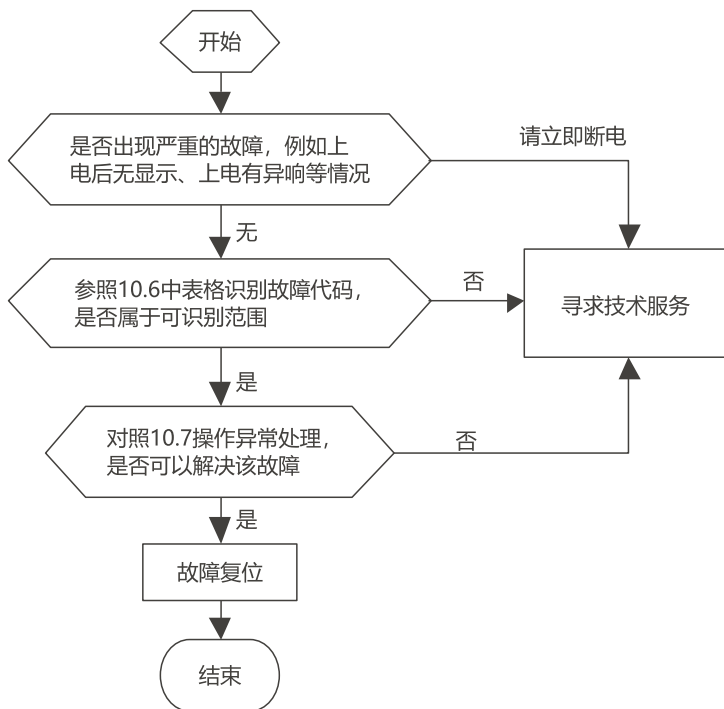 开始
是否出现严重的故障，例如上
电后无显示、上电有异响等情况
请立即断电
无
参照10.6中表格识别故障代码，
是否属于可识别范围
否
寻求技术服务
是
对照10.7操作异常处理，
是否可以解决该故障
否
是
故障复位
结束